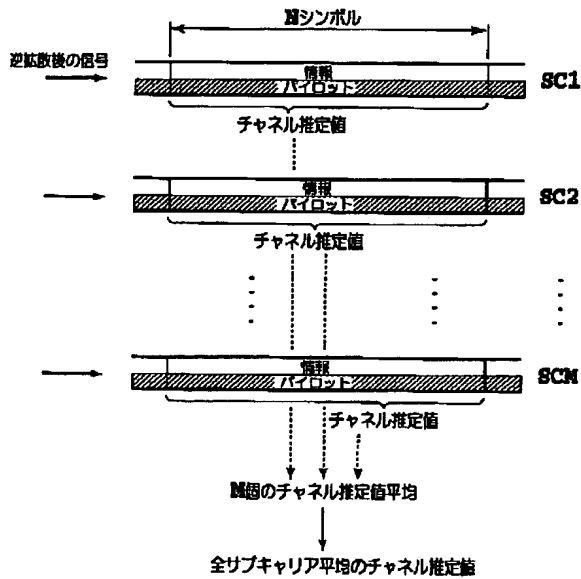 Nシンボル
逆拡散後の信号
情報
パイロット
SC1
チャネル推定値
情報
パイロット
SC2
チャネル推定値
情報
パイロット
SCM
チャネル推定値
M個のチャネル推定値平均
全サブキャリア平均のチャネル推定値